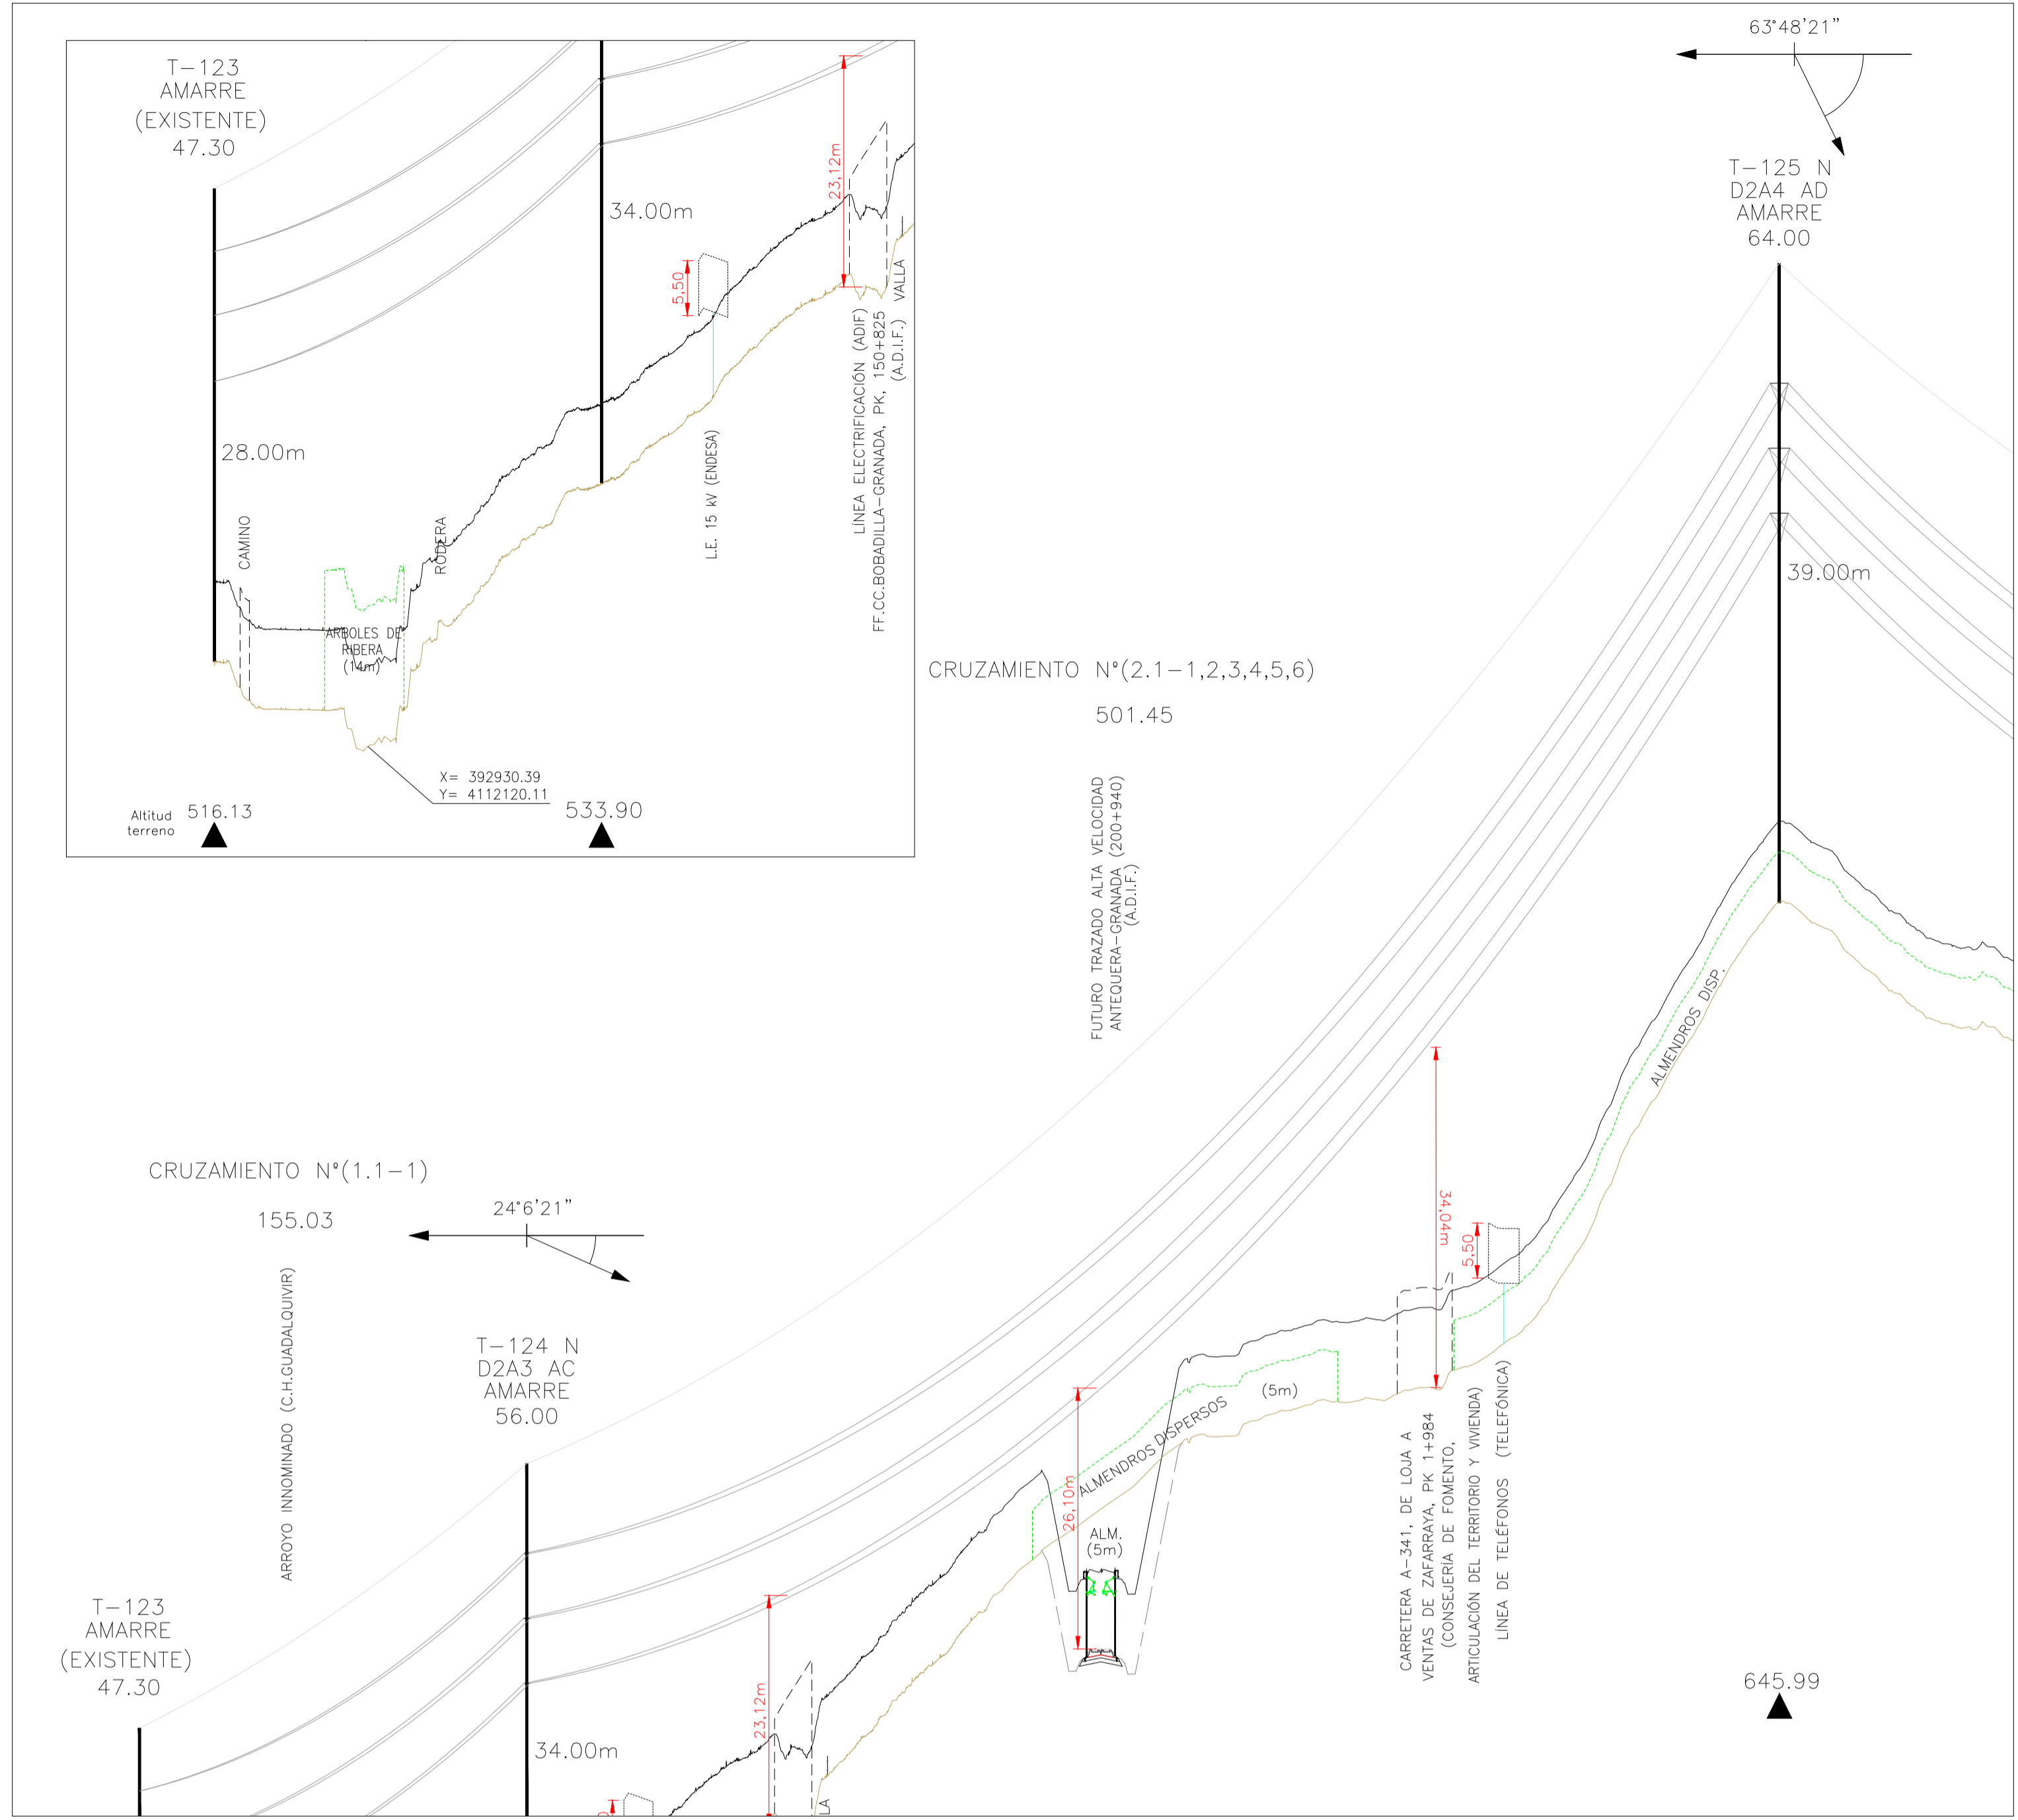 T-123
AMARRE
(EXISTENTE)
47.30
34.00m
28.00m
CAMINO
ARBOLES DE
RIBERA
(14m)
RODERA
5,50
L.E. 15 kV (ENDESA)
23,12m
LÍNEA ELECTRIFICACIÓN (ADIF)
FF.CC.BOBADILLA-GRANADA, PK, 150+825
(A.D.I.F.)
VALLA
X= 392930.39
Y= 4112120.11
Altitud
terreno
516.13
533.90
63°48'21"
T-125 N
D2A4 AD
AMARRE
64.00
39.00m
CRUZAMIENTO N°(2.1-1,2,3,4,5,6)
501.45
FUTURO TRAZADO ALTA VELOCIDAD
ANTEQUERA-GRANADA (200+940)
(A.D.I.F.)
ALMENDROS DISP.
CRUZAMIENTO N°(1.1-1)
155.03
24°6'21"
ARROYO INNOMINADO (C.H.GUADALQUIVIR)
T-124 N
D2A3 AC
AMARRE
56.00
34,04m
5,50
26,10m
ALMENDROS DISPERSOS
(5m)
ALM.
(5m)
CARRETERA A-341, DE LOJA A
VENTAS DE ZAFARRAYA, PK 1+984
(CONSEJERÍA DE FOMENTO,
ARTICULACIÓN DEL TERRITORIO Y VIVIENDA)
LÍNEA DE TELÉFONOS (TELEFÓNICA)
T-123
AMARRE
(EXISTENTE)
47.30
34.00m
23,12m
LA
645.99